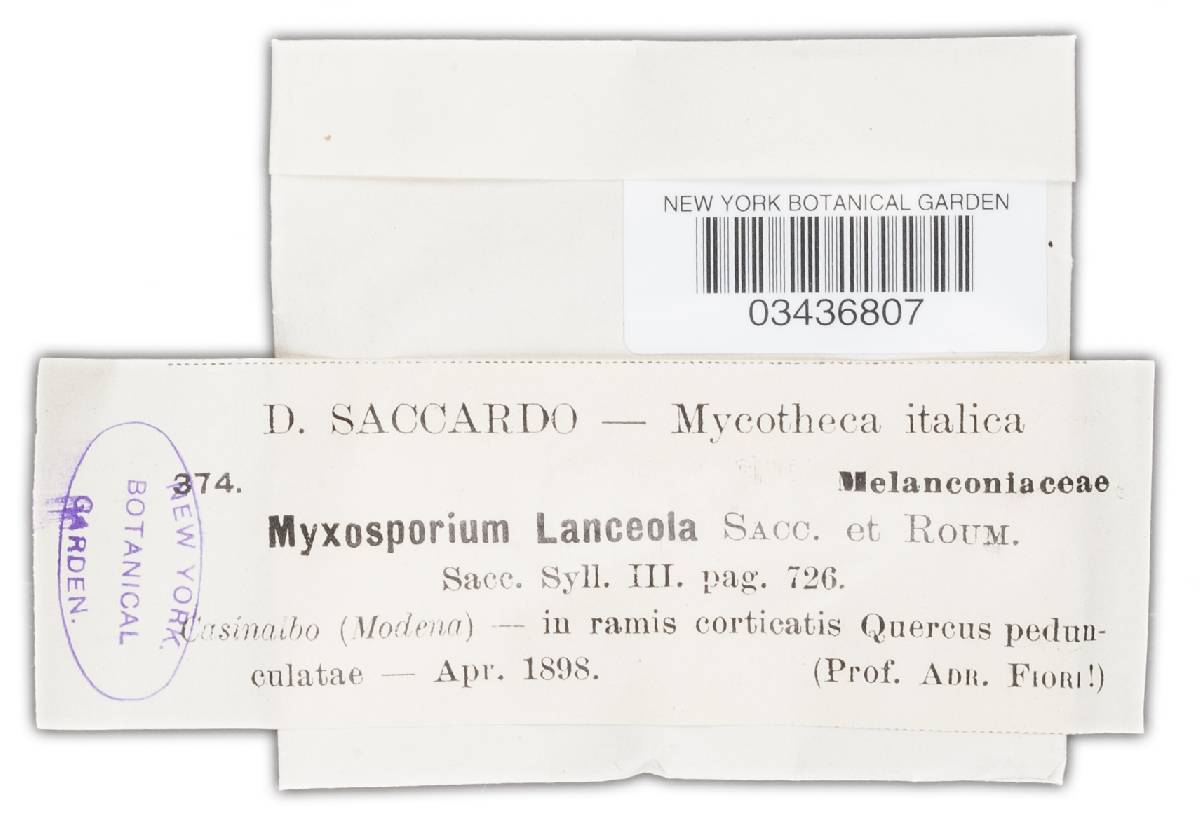 NEW YORK BOTANICAL GARDEN
03436807
D. SACCARDO — Mycotheca italica
374.
Melanconiaceae
Myxosporium Lanceola SACC. et ROUM.
Sacc. Syll. III. pag. 726.
Casinalbo (Modena) — in ramis corticatis Quercus pedun-
culatae — Apr. 1898.
(Prof. ADR. FIORI!)
NEW YORK
BOTANICAL
GARDEN.